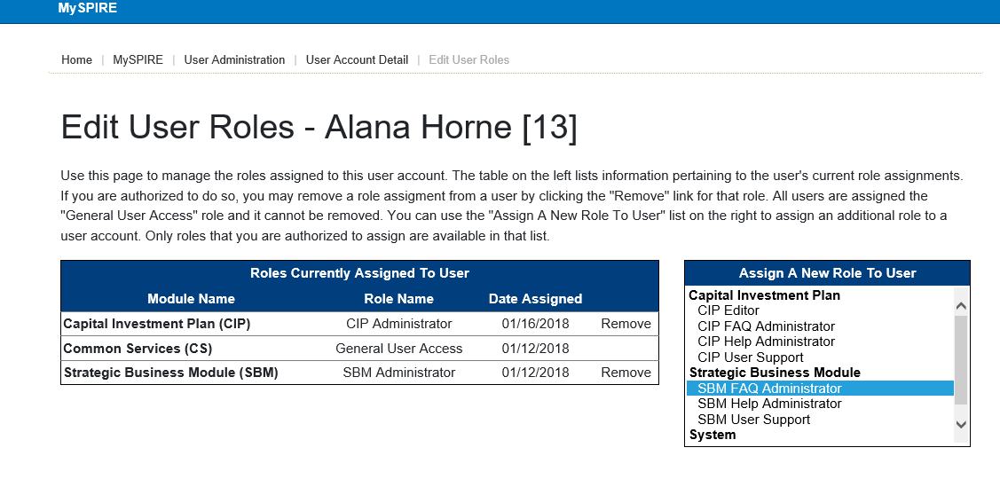 MySPIRE
Home | MySPIRE | User Administration | User Account Detail | Edit User Roles
Edit User Roles - Alana Horne [13]
Use this page to manage the roles assigned to this user account. The table on the left lists information pertaining to the user's current role assignments.
If you are authorized to do so, you may remove a role assigment from a user by clicking the "Remove" link for that role. All users are assigned the
"General User Access" role and it cannot be removed. You can use the "Assign A New Role To User" list on the right to assign an additional role to a
user account. Only roles that you are authorized to assign are available in that list.
Roles Currently Assigned To User
Module Name Role Name Date Assigned
Capital Investment Plan (CIP) CIP Administrator 01/16/2018 Remove
Common Services (CS) General User Access 01/12/2018
Strategic Business Module (SBM) SBM Administrator 01/12/2018 Remove
Assign A New Role To User
Capital Investment Plan
CIP Editor
CIP FAQ Administrator
CIP Help Administrator
CIP User Support
Strategic Business Module
SBM FAQ Administrator
SBM Help Administrator
SBM User Support
System